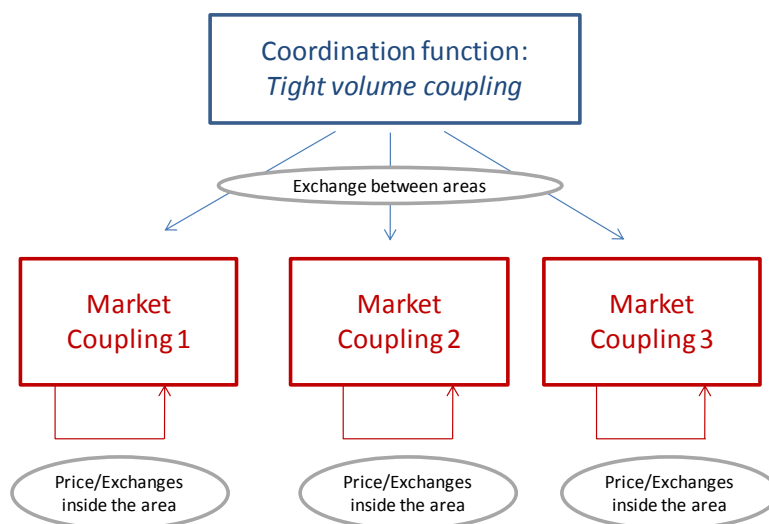 Coordination function:
Tight volume coupling
Exchange between areas
Market
Coupling 1
Market
Coupling 2
Market
Coupling 3
Price/Exchanges
inside the area
Price/Exchanges
inside the area
Price/Exchanges
inside the area